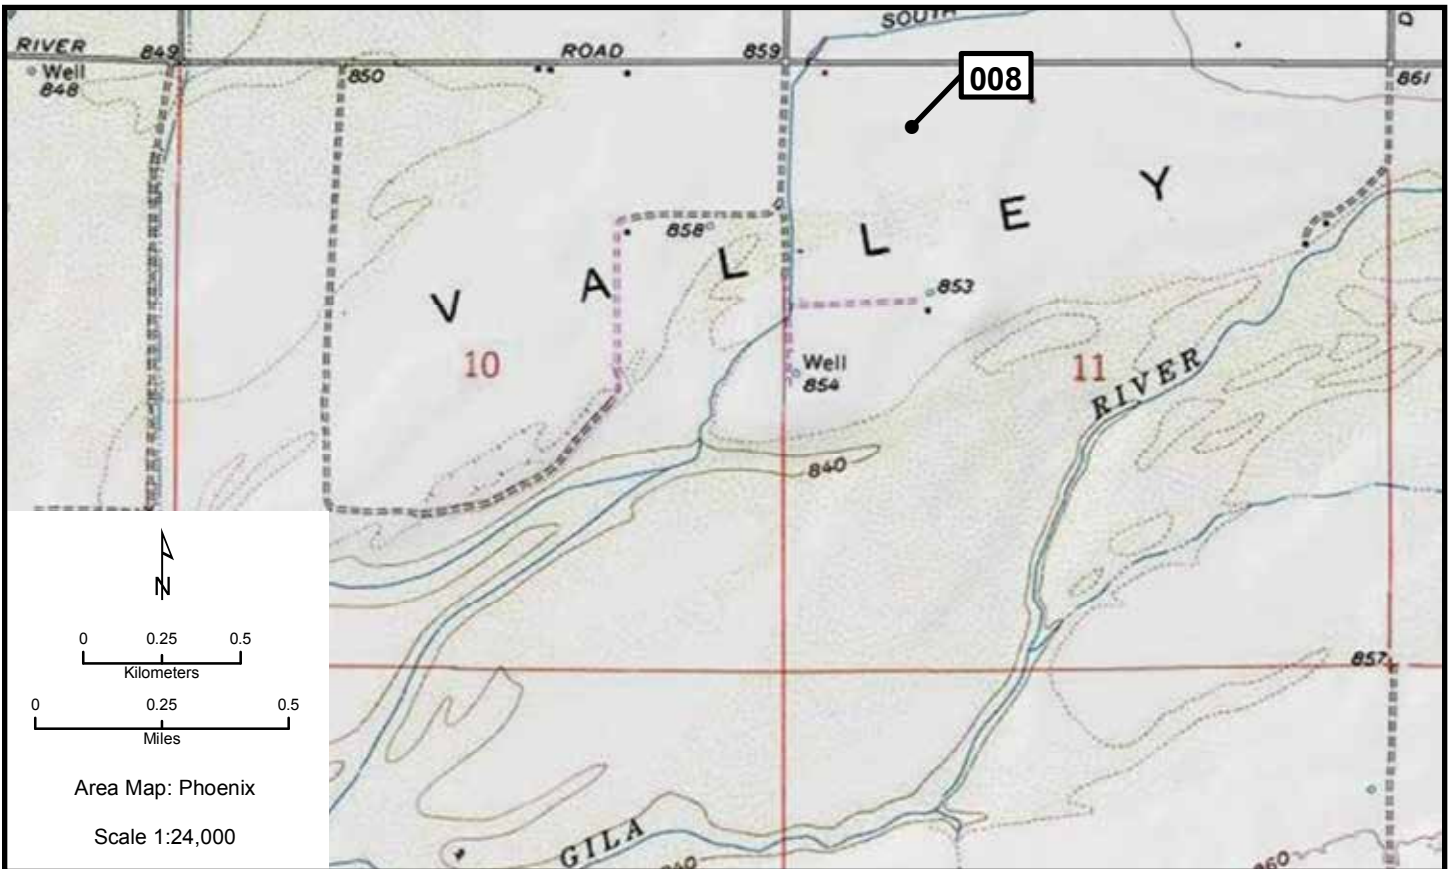 SOUTH
D
RIVER
849
ROAD
859
Well
848
850
008
861
Y
E
858
L
L
A
V
853
10
Well
854
11
RIVER
840
N
0 0.25 0.5
Kilometers
0 0.25 0.5
Miles
857
Area Map: Phoenix
Scale 1:24,000
GILA